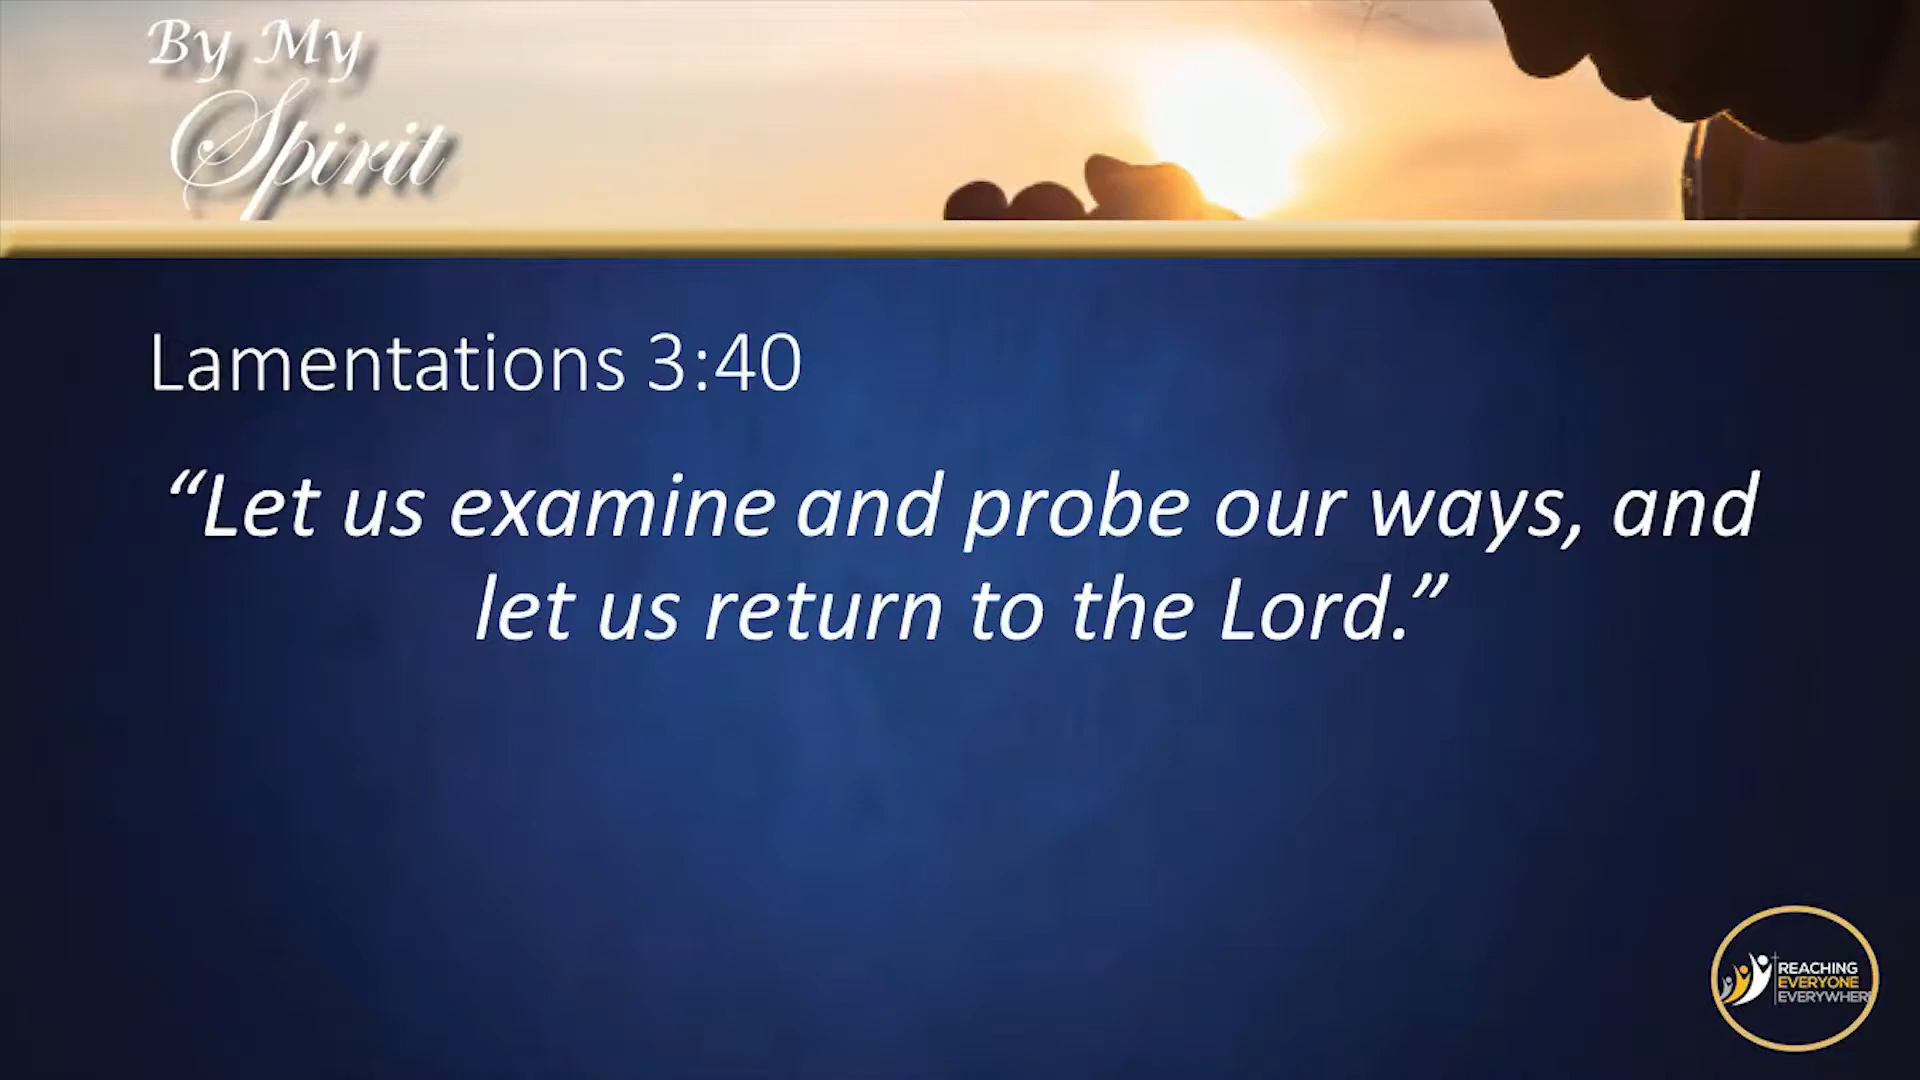 By My
Spirit
Lamentations 3:40
“Let us examine and probe our ways, and
let us return to the Lord.”
REACHING
EVERYONE
EVERYWHERE